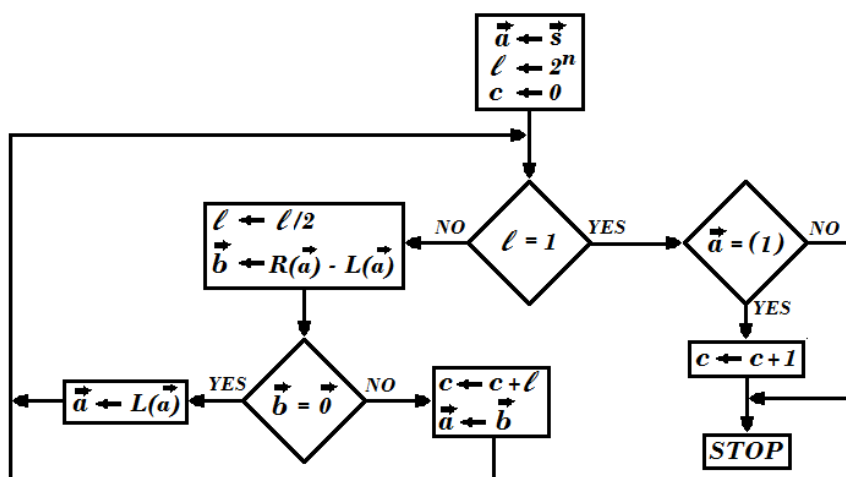 a⃗ ← s⃗
ℓ ← 2ⁿ
c ← 0
ℓ = 1
NO
YES
ℓ ← ℓ/2
b⃗ ← R(a⃗) - L(a⃗)
a⃗ = (1)
NO
YES
c ← c+1
STOP
b⃗ = 0⃗
YES
NO
a⃗ ← L(a⃗)
c ← c+ℓ
a⃗ ← b⃗